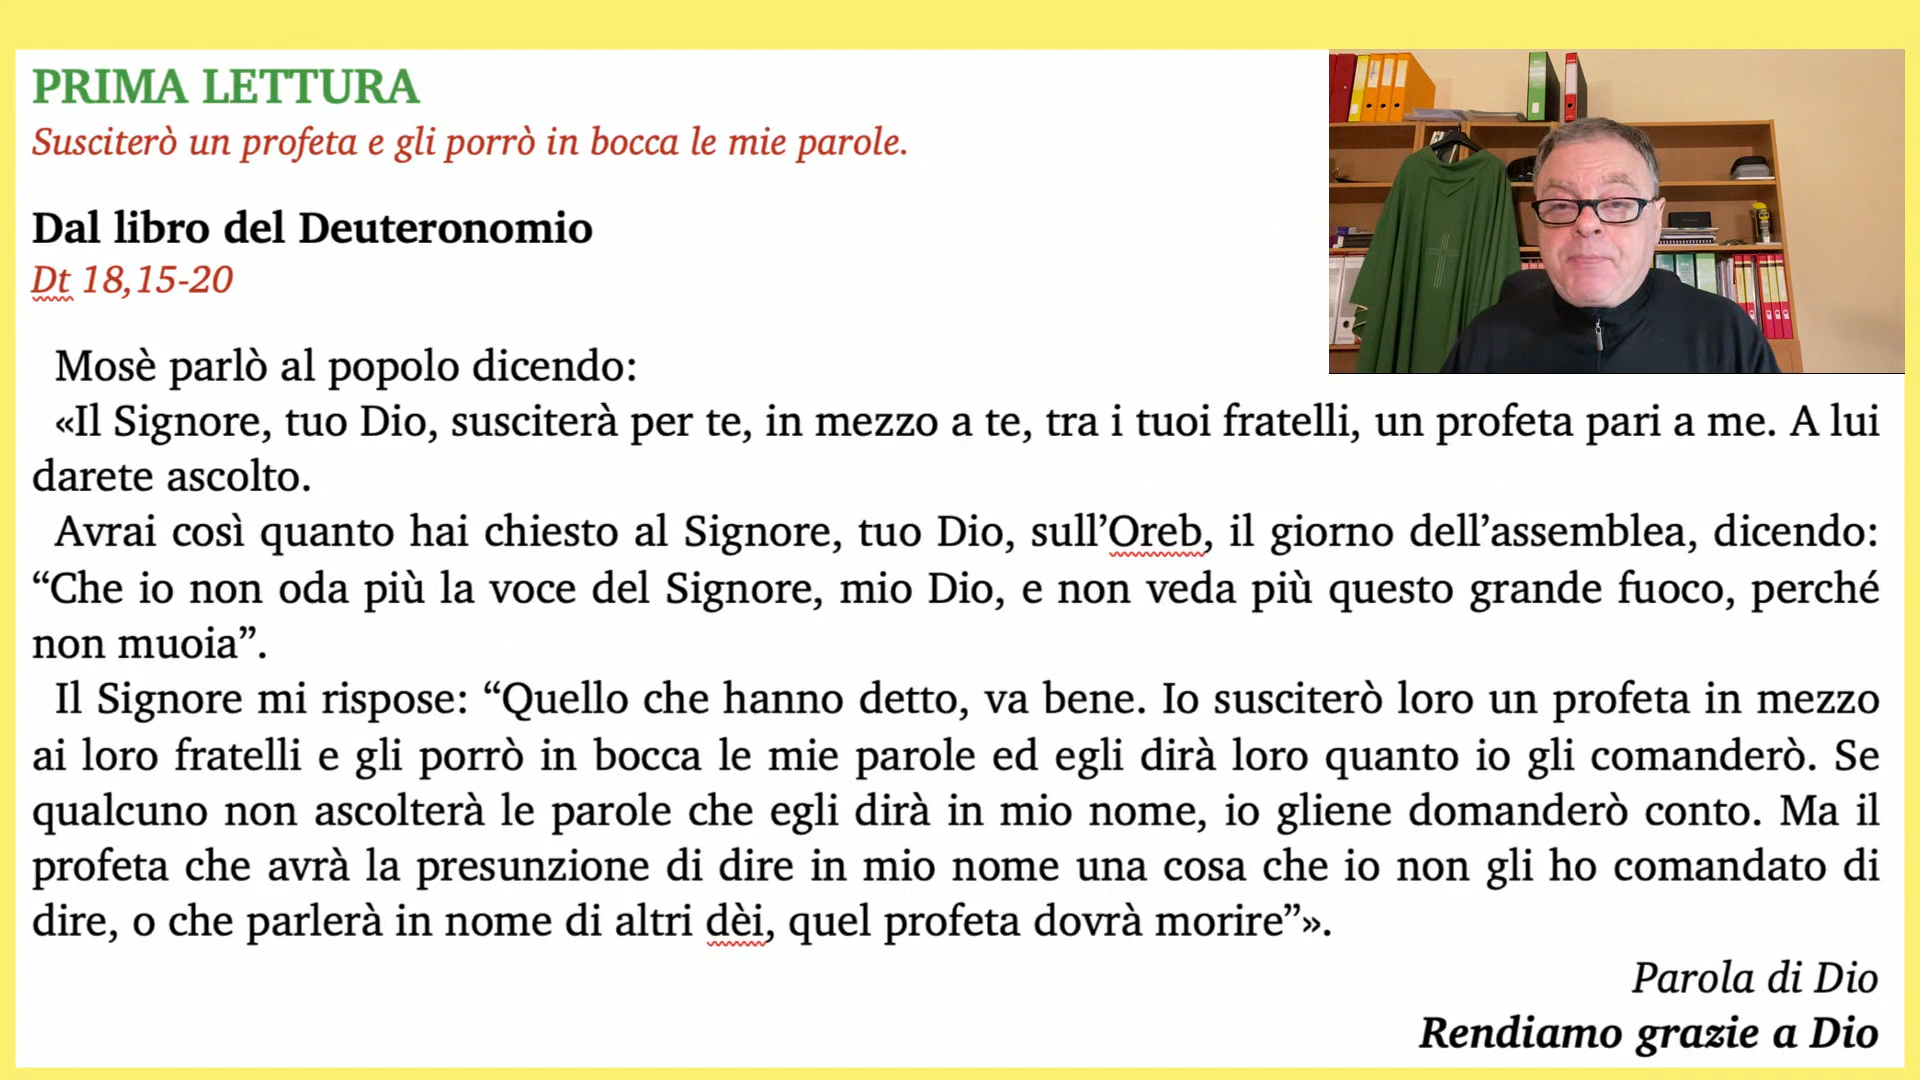 PRIMA LETTURA
Susciterò un profeta e gli porrò in bocca le mie parole.
Dal libro del Deuteronomio
Dt 18,15-20
Mosè parlò al popolo dicendo:
«Il Signore, tuo Dio, susciterà per te, in mezzo a te, tra i tuoi fratelli, un profeta pari a me. A lui
darete ascolto.
Avrai così quanto hai chiesto al Signore, tuo Dio, sull’Oreb, il giorno dell’assemblea, dicendo:
“Che io non oda più la voce del Signore, mio Dio, e non veda più questo grande fuoco, perché
non muoia”.
Il Signore mi rispose: “Quello che hanno detto, va bene. Io susciterò loro un profeta in mezzo
ai loro fratelli e gli porrò in bocca le mie parole ed egli dirà loro quanto io gli comanderò. Se
qualcuno non ascolterà le parole che egli dirà in mio nome, io gliene domanderò conto. Ma il
profeta che avrà la presunzione di dire in mio nome una cosa che io non gli ho comandato di
dire, o che parlerà in nome di altri dèi, quel profeta dovrà morire”».
Parola di Dio
Rendiamo grazie a Dio